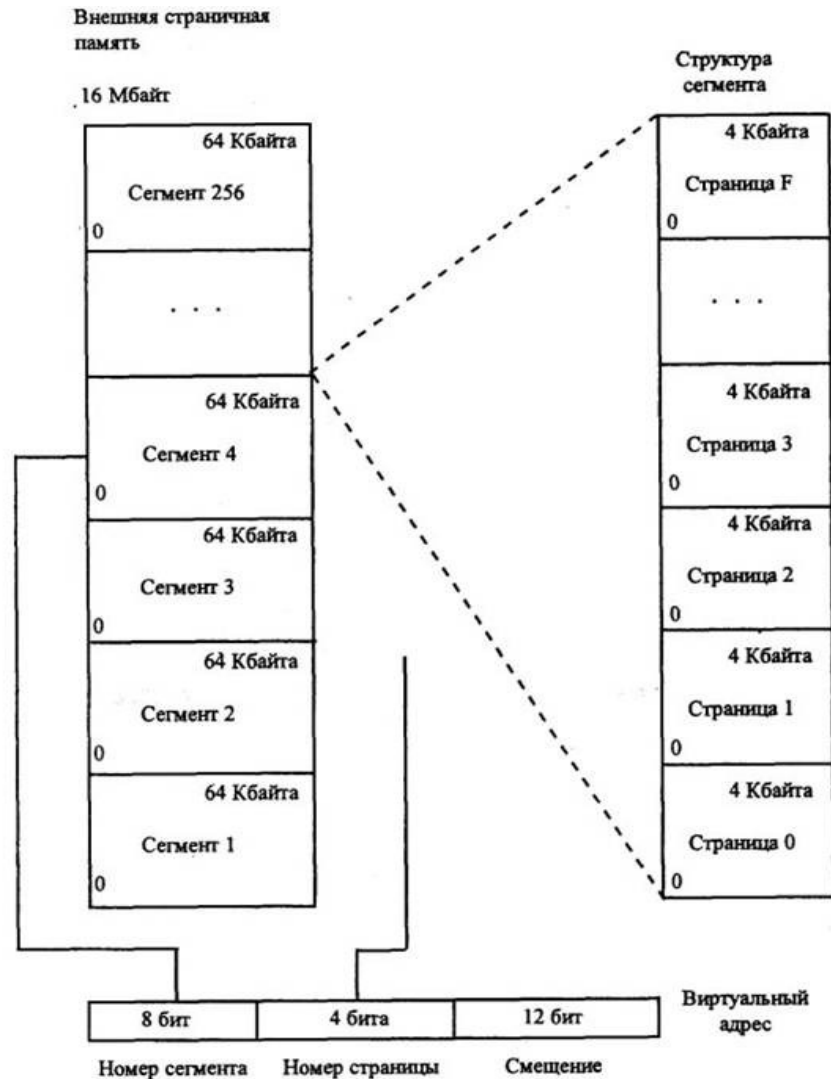 Внешняя страничная
память
16 Мбайт
64 Кбайта
Сегмент 256
0
. . .
64 Кбайта
Сегмент 4
0
64 Кбайта
Сегмент 3
0
64 Кбайта
Сегмент 2
0
64 Кбайта
Сегмент 1
0
Структура
сегмента
4 Кбайта
Страница F
0
. . .
4 Кбайта
Страница 3
0
4 Кбайта
Страница 2
0
4 Кбайта
Страница 1
0
4 Кбайта
Страница 0
0
8 бит
4 бита
12 бит
Виртуальный
адрес
Номер сегмента
Номер страницы
Смещение